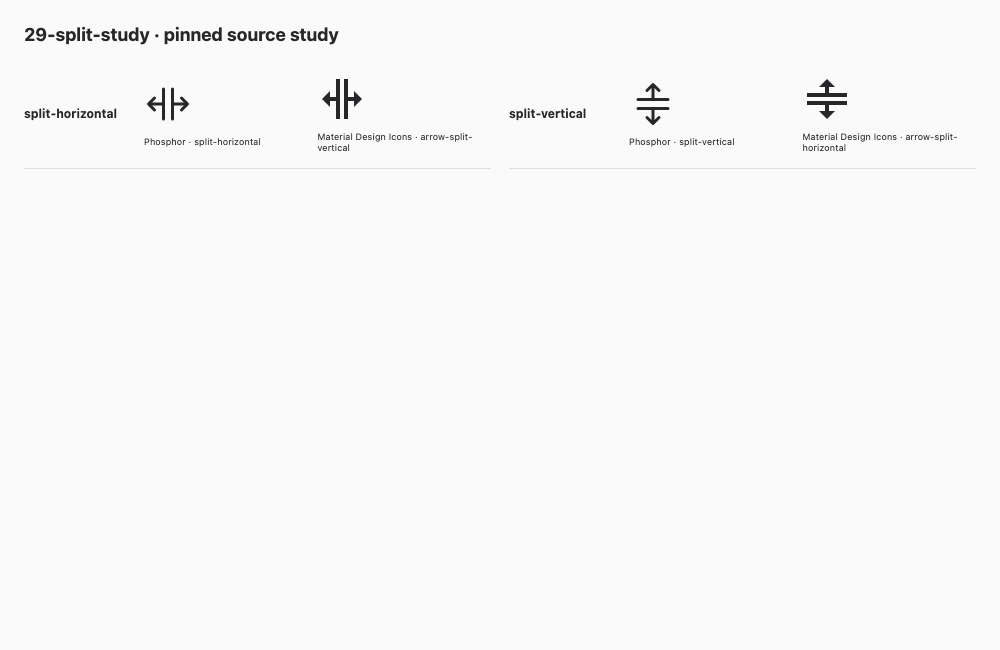 29-split-study · pinned source study
split-horizontal
Phosphor · split-horizontal
Material Design Icons · arrow-split-
vertical
split-vertical
Phosphor · split-vertical
Material Design Icons · arrow-split-
horizontal